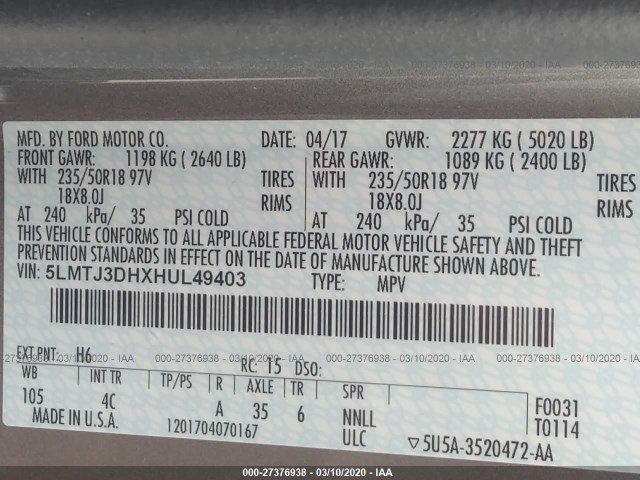 MFD. BY FORD MOTOR CO. DATE: 04/17 GVWR: 2277 KG ( 5020 LB)
FRONT GAWR: 1198 KG ( 2640 LB) REAR GAWR: 1089 KG ( 2400 LB)
WITH 235/50R18 97V TIRES WITH 235/50R18 97V TIRES
18X8.0J RIMS 18X8.0J RIMS
AT 240 kPa/ 35 PSI COLD AT 240 kPa/ 35 PSI COLD
THIS VEHICLE CONFORMS TO ALL APPLICABLE FEDERAL MOTOR VEHICLE SAFETY AND THEFT
PREVENTION STANDARDS IN EFFECT ON THE DATE OF MANUFACTURE SHOWN ABOVE.
VIN: 5LMTJ3DHXHUL49403 TYPE: MPV
EXT PNT: H6 RC: T5 DSO:
-27376938 - 03/10/2020 - IAA 000-27376938 - 03/10/2020 - IAA 000-27376938 - 03/10/2020 - IAA
WB INT TR TP/PS R AXLE TR SPR
105 4C A 35 6 NNLL F0031
MADE IN U.S.A. 1201704070167 ULC T0114
▽5U5A-3520472-AA
000-27376938 - 03/10/2020 - IAA